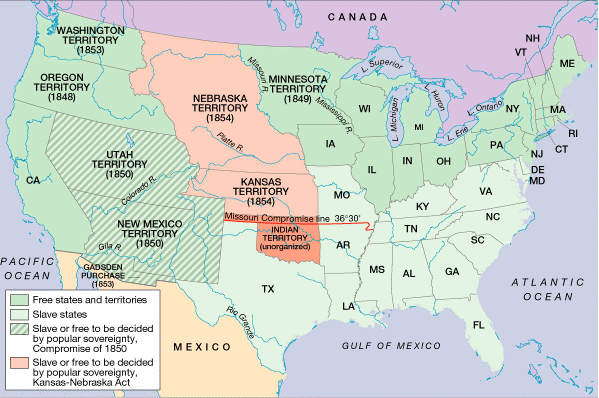 CANADA
WASHINGTON
TERRITORY
(1853)
OREGON
TERRITORY
(1848)
NEBRASKA
TERRITORY
(1854)
MINNESOTA
TERRITORY
(1849)
Missouri R.
Mississippi R.
L. Superior
L. Michigan
L. Huron
L. Ontario
L. Erie
NH
VT
ME
NY
MA
RI
CT
PA
NJ
DE
MD
WI
MI
IA
IL
IN
OH
Platte R.
UTAH
TERRITORY
(1850)
Colorado R.
CA
KANSAS
TERRITORY
(1854)
MO
KY
VA
NC
TN
SC
Missouri Compromise line 36°30'
NEW MEXICO
TERRITORY
(1850)
Gila R.
INDIAN
TERRITORY
(unorganized)
AR
MS
AL
GA
GADSDEN
PURCHASE
(1853)
TX
LA
FL
Rio Grande
PACIFIC
OCEAN
ATLANTIC
OCEAN
MEXICO
GULF OF MEXICO
Free states and territories
Slave states
Slave or free to be decided
by popular sovereignty,
Compromise of 1850
Slave or free to be decided
by popular sovereignty,
Kansas-Nebraska Act